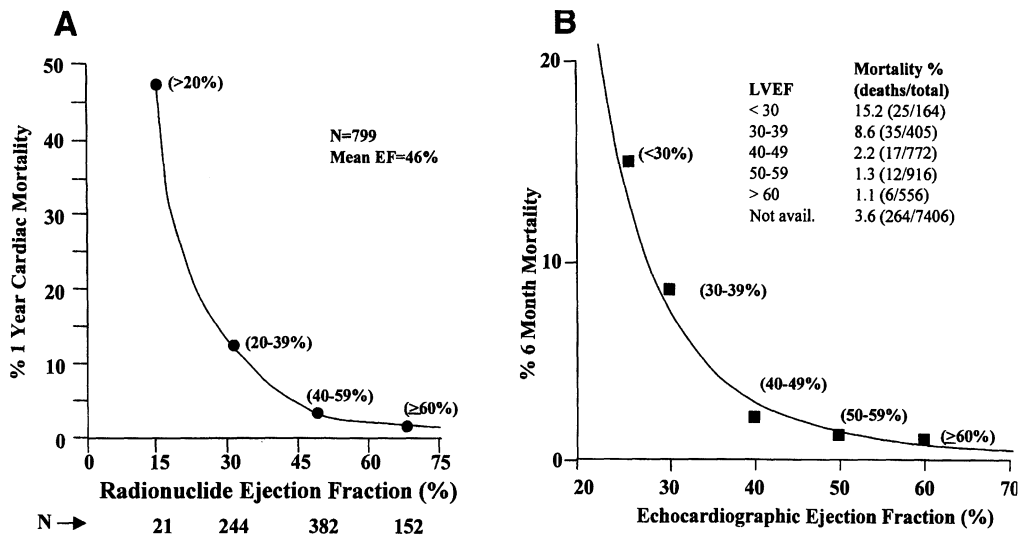 A
% 1 Year Cardiac Mortality
50
40
30
20
10
0
(>20%)
N=799
Mean EF=46%
(20-39%)
(40-59%)
(≥60%)
0 15 30 45 60 75
Radionuclide Ejection Fraction (%)
N → 21 244 382 152
B
% 6 Month Mortality
20
10
0
LVEF Mortality % (deaths/total)
< 30 15.2 (25/164)
30-39 8.6 (35/405)
40-49 2.2 (17/772)
50-59 1.3 (12/916)
> 60 1.1 (6/556)
Not avail. 3.6 (264/7406)
(<30%)
(30-39%)
(40-49%)
(50-59%)
(≥60%)
20 30 40 50 60 70
Echocardiographic Ejection Fraction (%)